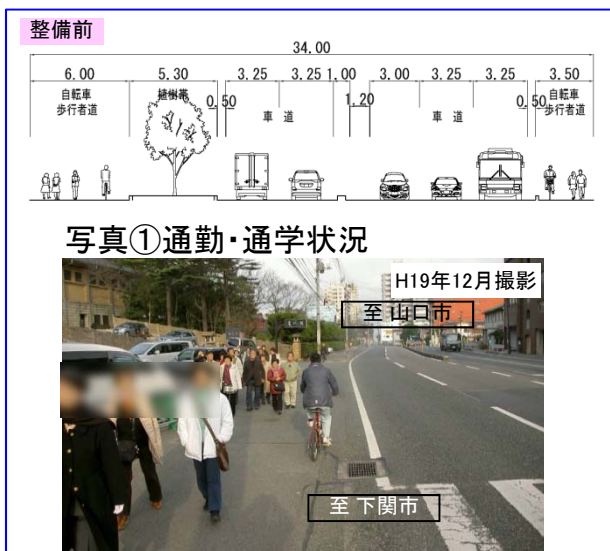 整備前
34.00
6.00 5.30 3.25 3.25 1.00 3.00 3.25 3.25 3.50
自転車歩行者道 植樹帯 0.50 車道 1.20 車道 0.50 自転車歩行者道
写真①通勤・通学状況
H19年12月撮影
至 山口市
至 下関市